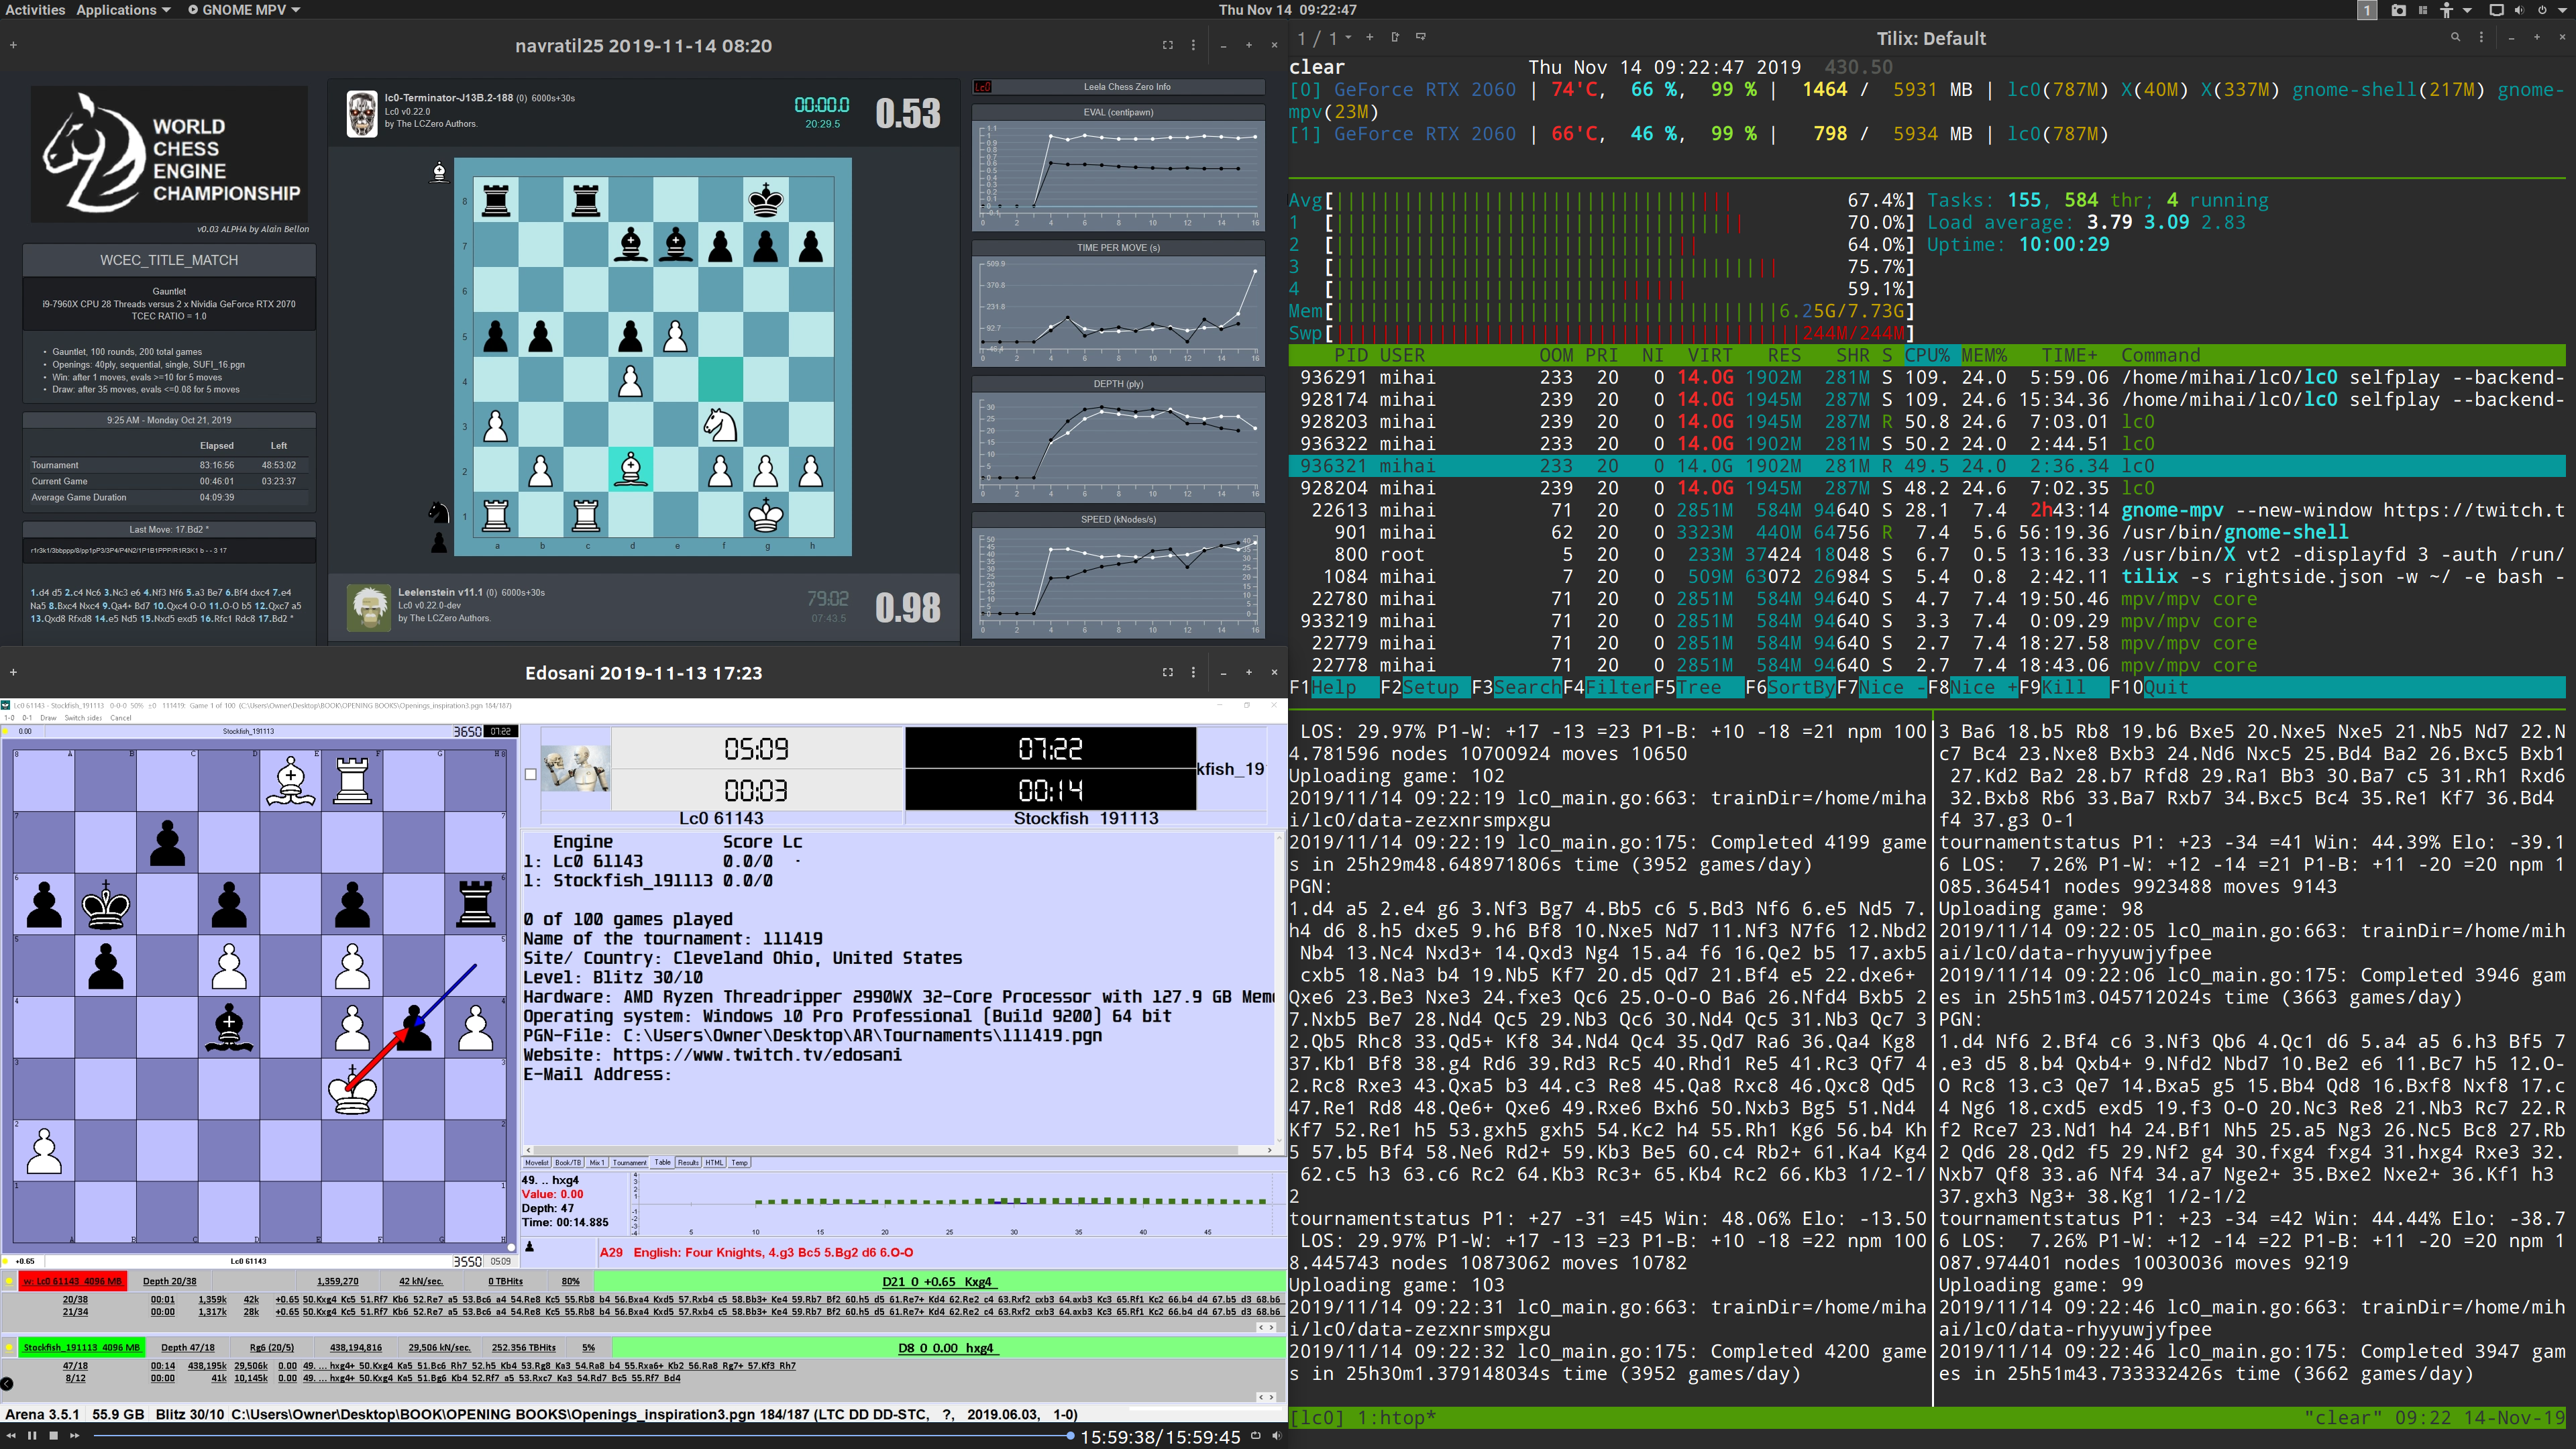 Activities Applications GNOME MPV
Thu Nov 14 09:22:47
1
navratil25 2019-11-14 08:20
WORLD
CHESS
ENGINE
CHAMPIONSHIP
v0.03 ALPHA by Alain Bellon
WCEC_TITLE_MATCH
Gauntlet
i9-7960X CPU 28 Threads versus 2 x Nividia GeForce RTX 2070
TCEC RATIO = 1.0
• Gauntlet, 100 rounds, 200 total games
• Openings: 40ply, sequential, single, SUFI_16.pgn
• Win: after 1 moves, evals >=10 for 5 moves
• Draw: after 35 moves, evals <=0.08 for 5 moves
9:25 AM - Monday Oct 21, 2019
Elapsed Left
Tournament 83:16:56 48:53:02
Current Game 00:46:01 03:23:37
Average Game Duration 04:09:39
Last Move: 17.Bd2 *
r1r3k1/3bbppp/8/pp1pP3/3P4/P4N2/1P1B1PPP/R1R3K1 b - - 3 17
1.d4 d5 2.c4 Nc6 3.Nc3 e6 4.Nf3 Nf6 5.a3 Be7 6.Bf4 dxc4 7.e4
Na5 8.Bxc4 Nxc4 9.Qa4+ Bd7 10.Qxc4 O-O 11.O-O b5 12.Qxc7 a5
13.Qxd8 Rfxd8 14.e5 Nd5 15.Nxd5 exd5 16.Rfc1 Rdc8 17.Bd2 *
lc0-Terminator-J13B.2-188 (0) 6000s+30s
Lc0 v0.22.0
by The LCZero Authors.
00:00.0
20:29.5
0.53
8
7
6
5
4
3
2
1
a b c d e f g h
Leelenstein v11.1 (0) 6000s+30s
Lc0 v0.22.0-dev
by The LCZero Authors.
79:02
07:43.5
0.98
Lc0 Leela Chess Zero Info
EVAL (centipawn)
TIME PER MOVE (s)
509.9
370.8
231.8
92.7
DEPTH (ply)
SPEED (kNodes/s)
0 2 4 6 8 10 12 14 16
Edosani 2019-11-13 17:23
Lc0 61143 - Stockfish_191113 0-0-0 50% ±0 111419: Game 1 of 100 (C:\Users\Owner\Desktop\BOOK\OPENING BOOKS\Openings_inspiration3.pgn 184/187)
1-0 0-1 Draw Switch sides Cancel
0.00 Stockfish_191113 3650 07:22
05:09
00:03
07:22
00:14
kfish_19
Lc0 61143 Stockfish 191113
Engine Score Lc
1: Lc0 61143 0.0/0 ·
1: Stockfish_191113 0.0/0
0 of 100 games played
Name of the tournament: 111419
Site/ Country: Cleveland Ohio, United States
Level: Blitz 30/10
Hardware: AMD Ryzen Threadripper 2990WX 32-Core Processor with 127.9 GB Mem
Operating system: Windows 10 Pro Professional (Build 9200) 64 bit
PGN-File: C:\Users\Owner\Desktop\AR\Tournaments\111419.pgn
Website: https://www.twitch.tv/edosani
E-Mail Address:
Movelist Book/TB Mix 1 Tournament Table Results HTML Temp
49. .. hxg4
Value: 0.00
Depth: 47
Time: 00:14.885
5 10 15 20 25 30 35 40 45
A29 English: Four Knights, 4.g3 Bc5 5.Bg2 d6 6.O-O
+0.65 Lc0 61143 3550 05:09
w: Lc0 61143 4096 MB Depth 20/38 1,359,270 42 kN/sec. 0 TBHits 80% D21 0 +0.65 Kxg4
20/38 00:01 1,359k 42k +0.65 50.Kxg4 Kc5 51.Rf7 Kb6 52.Re7 a5 53.Bc6 a4 54.Re8 Kc5 55.Rb8 b4 56.Bxa4 Kxd5 57.Rxb4 c5 58.Bb3+ Ke4 59.Rb7 Bf2 60.h5 d5 61.Re7+ Kd4 62.Re2 c4 63.Rxf2 cxb3 64.axb3 Kc3 65.Rf1 Kc2 66.b4 d4 67.b5 d3 68.b6
21/34 00:00 1,317k 28k +0.65 50.Kxg4 Kc5 51.Rf7 Kb6 52.Re7 a5 53.Bc6 a4 54.Re8 Kc5 55.Rb8 b4 56.Bxa4 Kxd5 57.Rxb4 c5 58.Bb3+ Ke4 59.Rb7 Bf2 60.h5 d5 61.Re7+ Kd4 62.Re2 c4 63.Rxf2 cxb3 64.axb3 Kc3 65.Rf1 Kc2 66.b4 d4 67.b5 d3 68.b6
Stockfish_191113 4096 MB Depth 47/18 Rg6 (20/5) 438,194,816 29,506 kN/sec. 252.356 TBHits 5% D8 0 0.00 hxg4
47/18 00:14 438,195k 29,506k 0.00 49. ... hxg4+ 50.Kxg4 Ka5 51.Bc6 Rh7 52.h5 Kb4 53.Rg8 Ka3 54.Ra8 b4 55.Rxa6+ Kb2 56.Ra8 Rg7+ 57.Kf3 Rh7
8/12 00:00 41k 10,145k 0.00 49. ... hxg4+ 50.Kxg4 Ka5 51.Bg6 Kb4 52.Rf7 a5 53.Rxc7 Ka3 54.Rd7 Bc5 55.Rf7 Bd4
Arena 3.5.1 55.9 GB Blitz 30/10 C:\Users\Owner\Desktop\BOOK\OPENING BOOKS\Openings_inspiration3.pgn 184/187 (LTC DD DD-STC, ?, 2019.06.03, 1-0)
15:59:38/15:59:45
1 / 1 Tilix: Default
clear Thu Nov 14 09:22:47 2019 430.50
[0] GeForce RTX 2060 | 74'C, 66 %, 99 % | 1464 / 5931 MB | lc0(787M) X(40M) X(337M) gnome-shell(217M) gnome-
mpv(23M)
[1] GeForce RTX 2060 | 66'C, 46 %, 99 % | 798 / 5934 MB | lc0(787M)
Avg[ 67.4%] Tasks: 155, 584 thr; 4 running
1 [ 70.0%] Load average: 3.79 3.09 2.83
2 [ 64.0%] Uptime: 10:00:29
3 [ 75.7%]
4 [ 59.1%]
Mem[ 6.25G/7.73G]
Swp[ 244M/244M]
PID USER OOM PRI NI VIRT RES SHR S CPU% MEM% TIME+ Command
936291 mihai 233 20 0 14.0G 1902M 281M S 109. 24.0 5:59.06 /home/mihai/lc0/lc0 selfplay --backend-
928174 mihai 239 20 0 14.0G 1945M 287M S 109. 24.6 15:34.36 /home/mihai/lc0/lc0 selfplay --backend-
928203 mihai 239 20 0 14.0G 1945M 287M R 50.8 24.6 7:03.01 lc0
936322 mihai 233 20 0 14.0G 1902M 281M S 50.2 24.0 2:44.51 lc0
936321 mihai 233 20 0 14.0G 1902M 281M R 49.5 24.0 2:36.34 lc0
928204 mihai 239 20 0 14.0G 1945M 287M S 48.2 24.6 7:02.35 lc0
22613 mihai 71 20 0 2851M 584M 94640 S 28.1 7.4 2h43:14 gnome-mpv --new-window https://twitch.t
901 mihai 62 20 0 3323M 440M 64756 R 7.4 5.6 56:19.36 /usr/bin/gnome-shell
800 root 5 20 0 233M 37424 18048 S 6.7 0.5 13:16.33 /usr/bin/X vt2 -displayfd 3 -auth /run/
1084 mihai 7 20 0 509M 63072 26984 S 5.4 0.8 2:42.11 tilix -s rightside.json -w ~/ -e bash -
22780 mihai 71 20 0 2851M 584M 94640 S 4.7 7.4 19:50.46 mpv/mpv core
933219 mihai 71 20 0 2851M 584M 94640 S 3.3 7.4 0:09.29 mpv/mpv core
22779 mihai 71 20 0 2851M 584M 94640 S 2.7 7.4 18:27.58 mpv/mpv core
22778 mihai 71 20 0 2851M 584M 94640 S 2.7 7.4 18:43.06 mpv/mpv core
F1Help F2Setup F3SearchF4FilterF5Tree F6SortByF7Nice -F8Nice +F9Kill F10Quit
LOS: 29.97% P1-W: +17 -13 =23 P1-B: +10 -18 =21 npm 100
4.781596 nodes 10700924 moves 10650
Uploading game: 102
2019/11/14 09:22:19 lc0_main.go:663: trainDir=/home/miha
i/lc0/data-zezxnrsmpxgu
2019/11/14 09:22:19 lc0_main.go:175: Completed 4199 game
s in 25h29m48.648971806s time (3952 games/day)
PGN:
1.d4 a5 2.e4 g6 3.Nf3 Bg7 4.Bb5 c6 5.Bd3 Nf6 6.e5 Nd5 7.
h4 d6 8.h5 dxe5 9.h6 Bf8 10.Nxe5 Nd7 11.Nf3 N7f6 12.Nbd2
Nb4 13.Nc4 Nxd3+ 14.Qxd3 Ng4 15.a4 f6 16.Qe2 b5 17.axb5
cxb5 18.Na3 b4 19.Nb5 Kf7 20.d5 Qd7 21.Bf4 e5 22.dxe6+
Qxe6 23.Be3 Nxe3 24.fxe3 Qc6 25.O-O-O Ba6 26.Nfd4 Bxb5 2
7.Nxb5 Be7 28.Nd4 Qc5 29.Nb3 Qc6 30.Nd4 Qc5 31.Nb3 Qc7 3
2.Qb5 Rhc8 33.Qd5+ Kf8 34.Nd4 Qc4 35.Qd7 Ra6 36.Qa4 Kg8
37.Kb1 Bf8 38.g4 Rd6 39.Rd3 Rc5 40.Rhd1 Re5 41.Rc3 Qf7 4
2.Rc8 Rxe3 43.Qxa5 b3 44.c3 Re8 45.Qa8 Rxc8 46.Qxc8 Qd5
47.Re1 Rd8 48.Qe6+ Qxe6 49.Rxe6 Bxh6 50.Nxb3 Bg5 51.Nd4
Kf7 52.Re1 h5 53.gxh5 gxh5 54.Kc2 h4 55.Rh1 Kg6 56.b4 Kh
5 57.b5 Bf4 58.Ne6 Rd2+ 59.Kb3 Be5 60.c4 Rb2+ 61.Ka4 Kg4
62.c5 h3 63.c6 Rc2 64.Kb3 Rc3+ 65.Kb4 Rc2 66.Kb3 1/2-1/
2
tournamentstatus P1: +27 -31 =45 Win: 48.06% Elo: -13.50
LOS: 29.97% P1-W: +17 -13 =23 P1-B: +10 -18 =22 npm 100
8.445743 nodes 10873062 moves 10782
Uploading game: 103
2019/11/14 09:22:31 lc0_main.go:663: trainDir=/home/miha
i/lc0/data-zezxnrsmpxgu
2019/11/14 09:22:32 lc0_main.go:175: Completed 4200 game
s in 25h30m1.379148034s time (3952 games/day)
3 Ba6 18.b5 Rb8 19.b6 Bxe5 20.Nxe5 Nxe5 21.Nb5 Nd7 22.N
c7 Bc4 23.Nxe8 Bxb3 24.Nd6 Nxc5 25.Bd4 Ba2 26.Bxc5 Bxb1
27.Kd2 Ba2 28.b7 Rfd8 29.Ra1 Bb3 30.Ba7 c5 31.Rh1 Rxd6
32.Bxb8 Rb6 33.Ba7 Rxb7 34.Bxc5 Bc4 35.Re1 Kf7 36.Bd4
f4 37.g3 0-1
tournamentstatus P1: +23 -34 =41 Win: 44.39% Elo: -39.1
6 LOS: 7.26% P1-W: +12 -14 =21 P1-B: +11 -20 =20 npm 1
085.364541 nodes 9923488 moves 9143
Uploading game: 98
2019/11/14 09:22:05 lc0_main.go:663: trainDir=/home/mih
ai/lc0/data-rhyyuwjyfpee
2019/11/14 09:22:06 lc0_main.go:175: Completed 3946 gam
es in 25h51m3.045712024s time (3663 games/day)
PGN:
1.d4 Nf6 2.Bf4 c6 3.Nf3 Qb6 4.Qc1 d6 5.a4 a5 6.h3 Bf5 7
.e3 d5 8.b4 Qxb4+ 9.Nfd2 Nbd7 10.Be2 e6 11.Bc7 h5 12.O-
O Rc8 13.c3 Qe7 14.Bxa5 g5 15.Bb4 Qd8 16.Bxf8 Nxf8 17.c
4 Ng6 18.cxd5 exd5 19.f3 O-O 20.Nc3 Re8 21.Nb3 Rc7 22.R
f2 Rce7 23.Nd1 h4 24.Bf1 Nh5 25.a5 Ng3 26.Nc5 Bc8 27.Rb
2 Qd6 28.Qd2 f5 29.Nf2 g4 30.fxg4 fxg4 31.hxg4 Rxe3 32.
Nxb7 Qf8 33.a6 Nf4 34.a7 Nge2+ 35.Bxe2 Nxe2+ 36.Kf1 h3
37.gxh3 Ng3+ 38.Kg1 1/2-1/2
tournamentstatus P1: +23 -34 =42 Win: 44.44% Elo: -38.7
6 LOS: 7.26% P1-W: +12 -14 =22 P1-B: +11 -20 =20 npm 1
087.974401 nodes 10030036 moves 9219
Uploading game: 99
2019/11/14 09:22:46 lc0_main.go:663: trainDir=/home/mih
ai/lc0/data-rhyyuwjyfpee
2019/11/14 09:22:46 lc0_main.go:175: Completed 3947 gam
es in 25h51m43.733332426s time (3662 games/day)
[lc0] 1:htop* "clear" 09:22 14-Nov-19